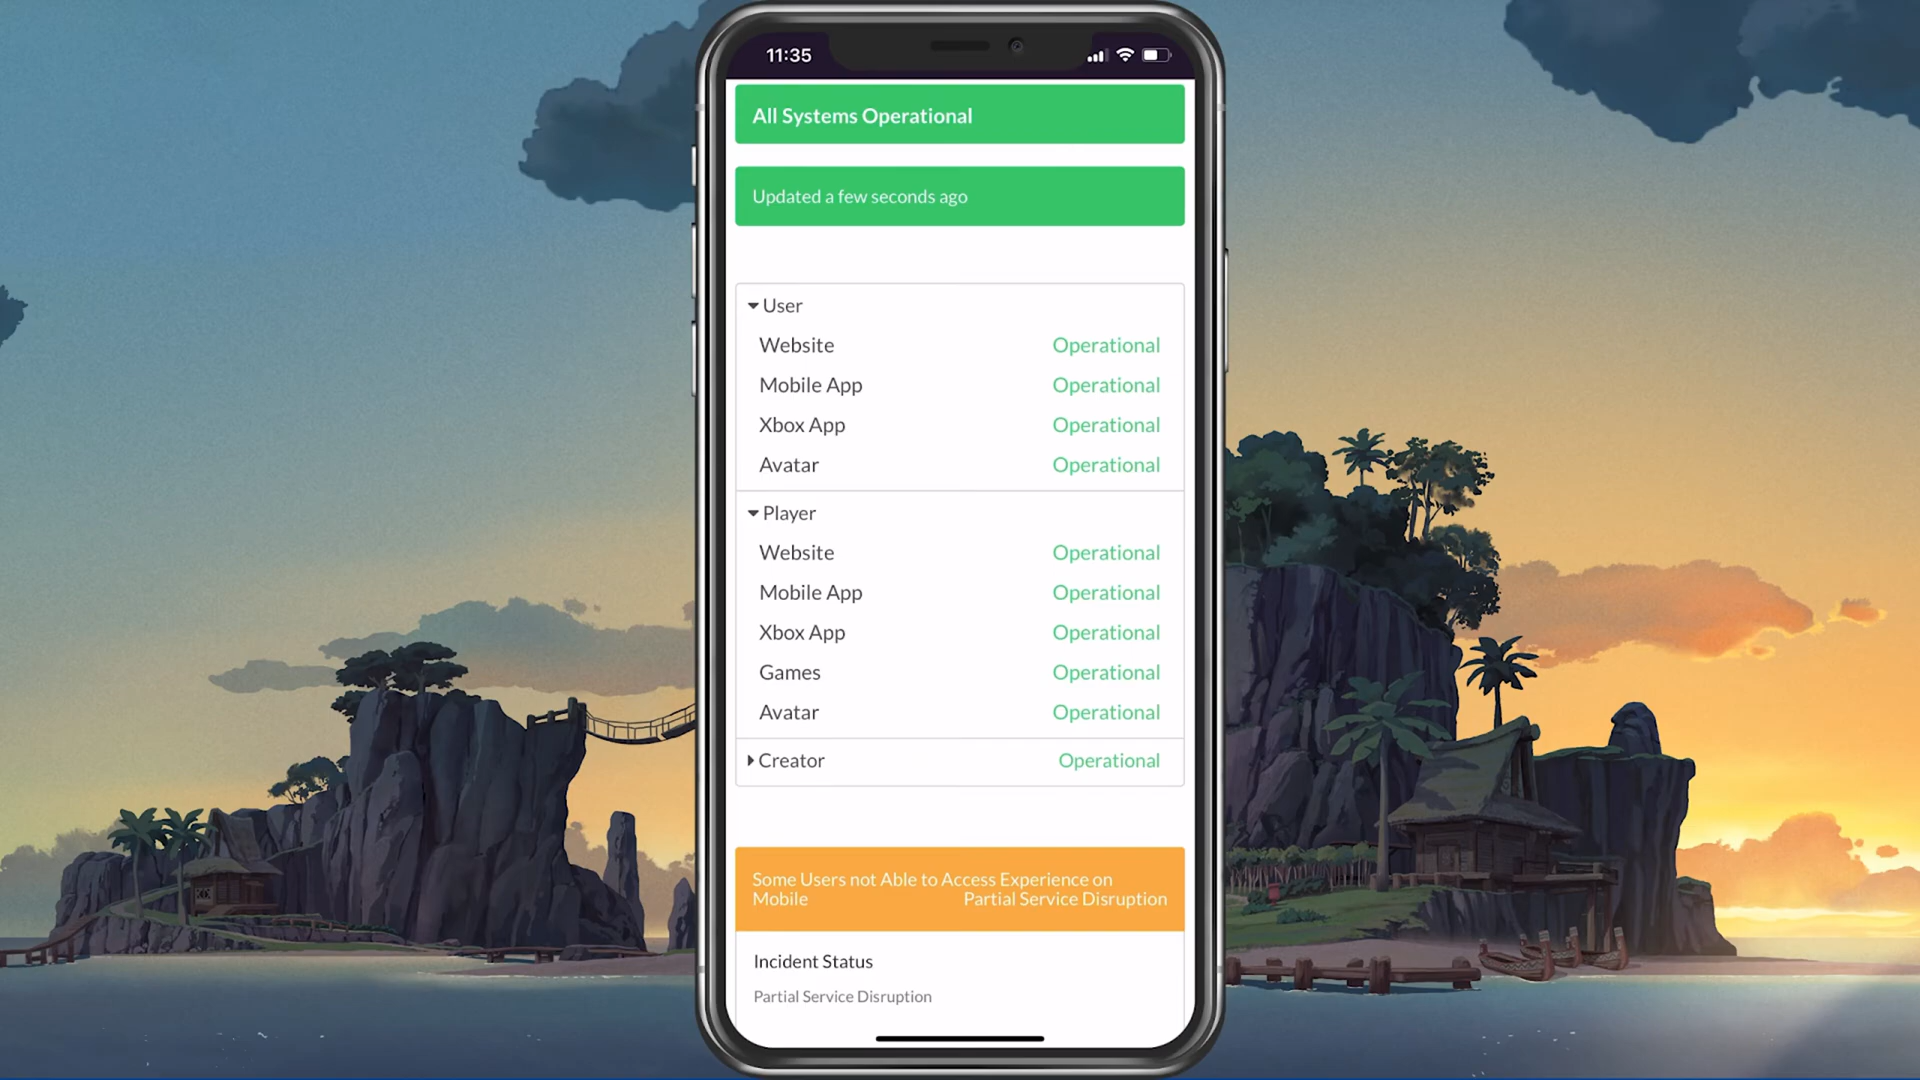 11:35
All Systems Operational
Updated a few seconds ago
User
Website Operational
Mobile App Operational
Xbox App Operational
Avatar Operational
Player
Website Operational
Mobile App Operational
Xbox App Operational
Games Operational
Avatar Operational
Creator Operational
Some Users not Able to Access Experience on
Mobile Partial Service Disruption
Incident Status
Partial Service Disruption